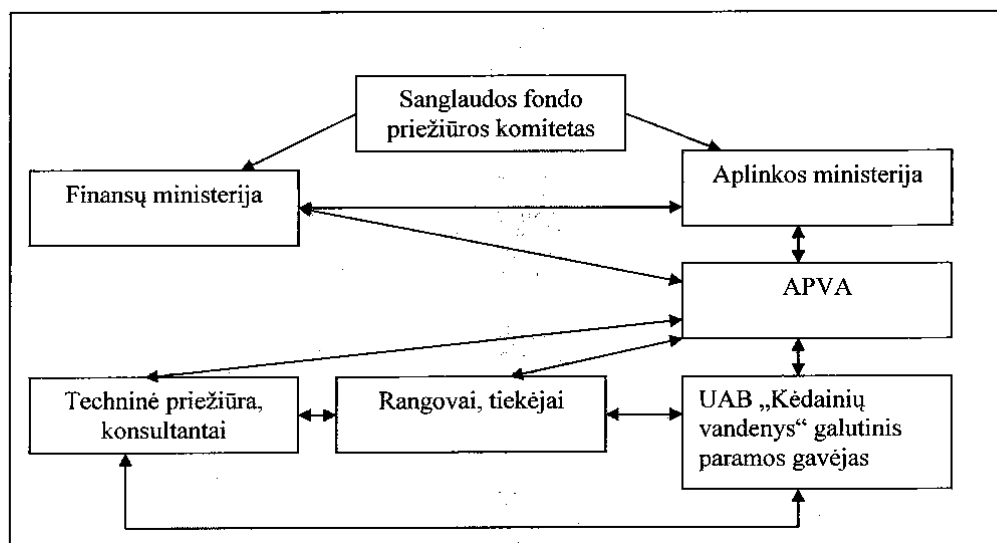 Sanglaudos fondo
priežiūros komitetas
Finansų ministerija
Aplinkos ministerija
APVA
Techninė priežiūra,
konsultantai
Rangovai, tiekėjai
UAB „Kėdainių
vandenys“ galutinis
paramos gavėjas